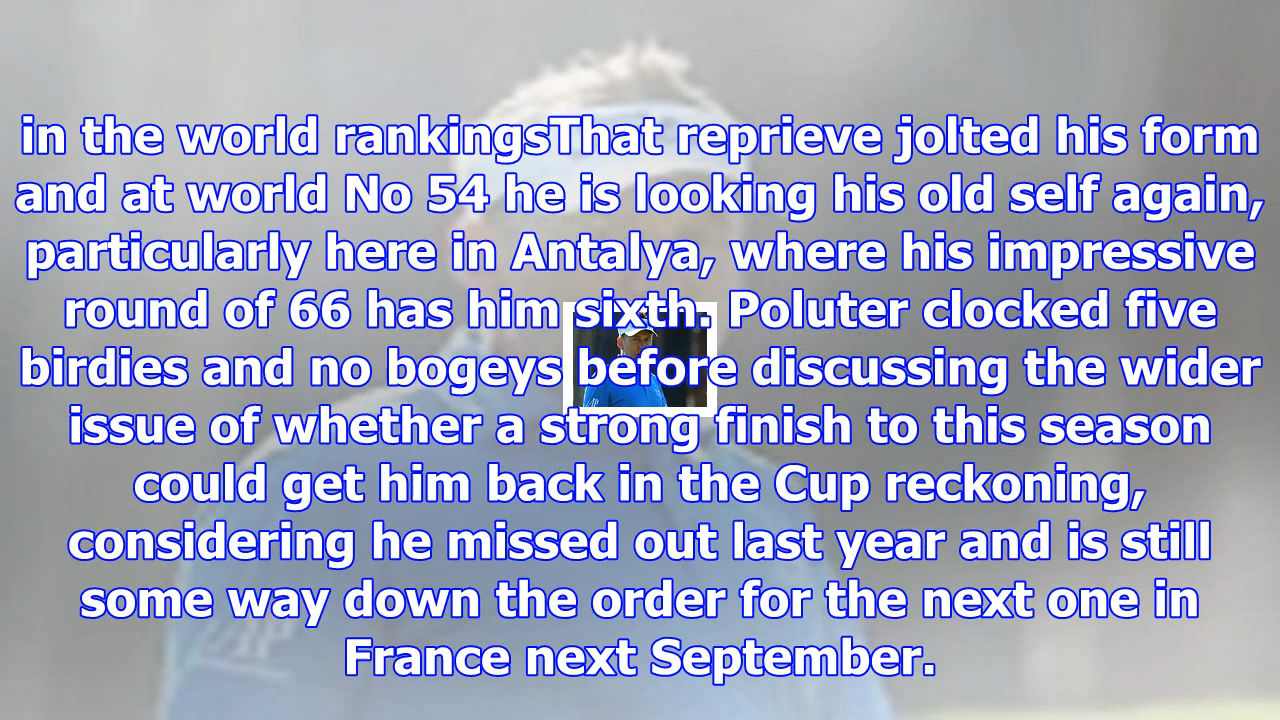 in the world rankingsThat reprieve jolted his form
and at world No 54 he is looking his old self again,
particularly here in Antalya, where his impressive
round of 66 has him sixth. Poluter clocked five
birdies and no bogeys before discussing the wider
issue of whether a strong finish to this season
could get him back in the Cup reckoning,
considering he missed out last year and is still
some way down the order for the next one in
France next September.